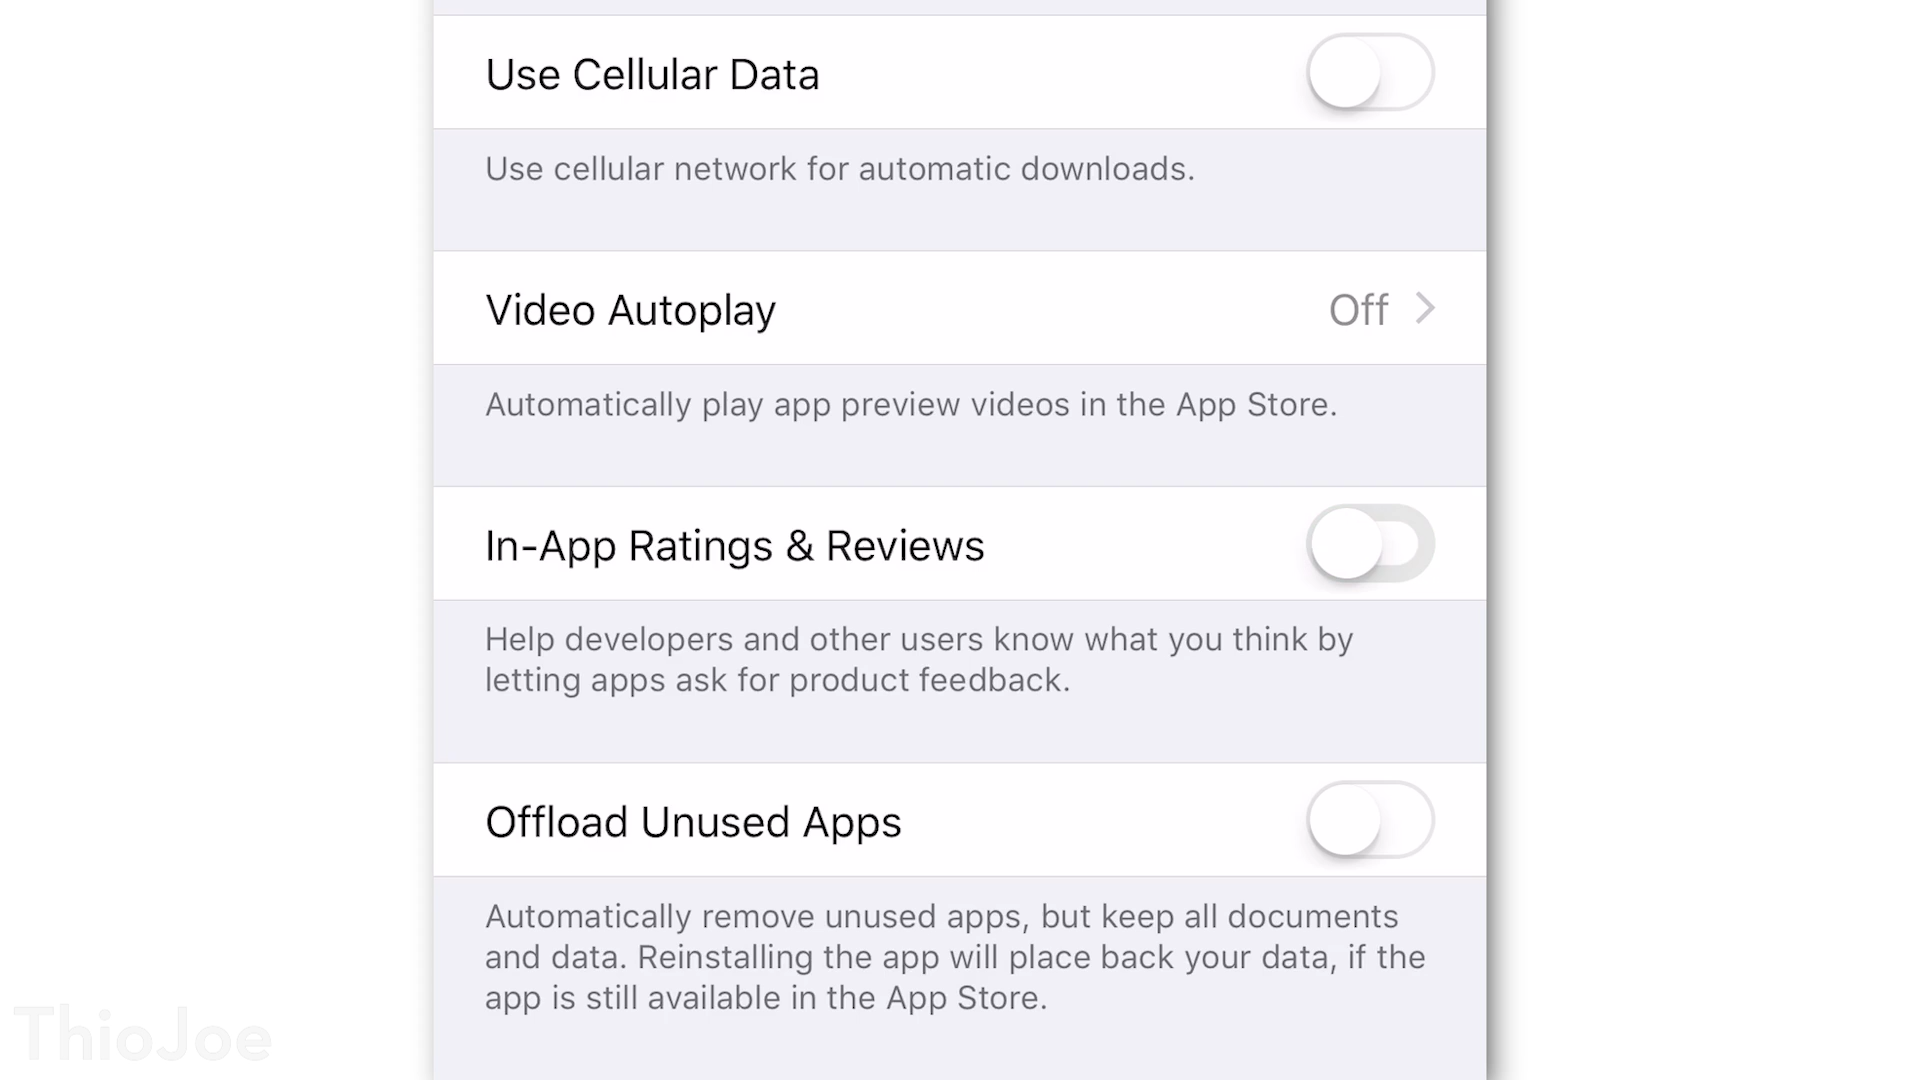 Use Cellular Data
Use cellular network for automatic downloads.
Video Autoplay
Off
Automatically play app preview videos in the App Store.
In-App Ratings & Reviews
Help developers and other users know what you think by
letting apps ask for product feedback.
Offload Unused Apps
Automatically remove unused apps, but keep all documents
and data. Reinstalling the app will place back your data, if the
app is still available in the App Store.
ThioJoe